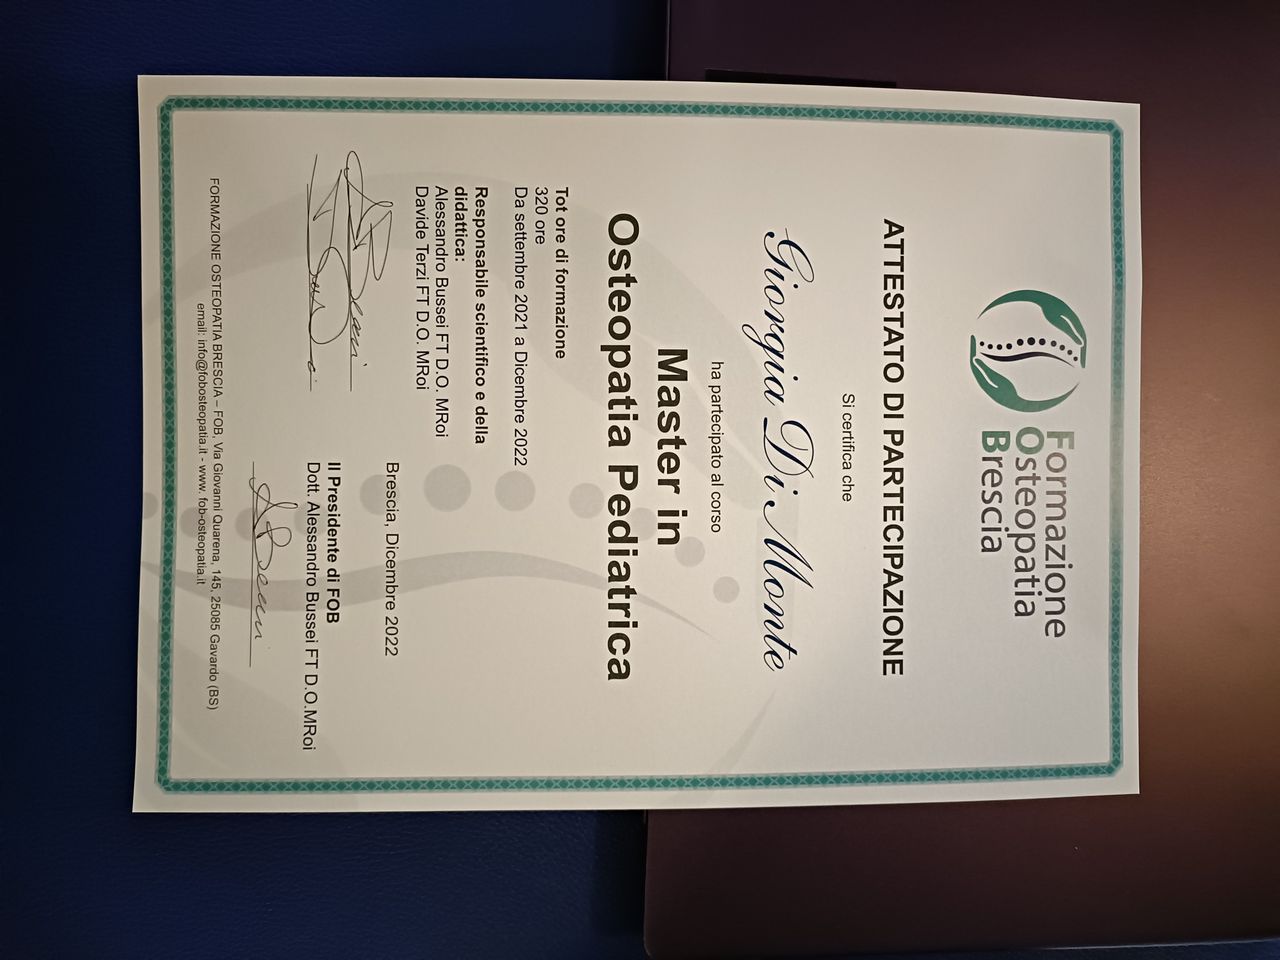 Formazione
Osteopatia
Brescia
ATTESTATO DI PARTECIPAZIONE
Si certifica che
Giorgia Di Monte
ha partecipato al corso
Master in
Osteopatia Pediatrica
Tot ore di formazione
320 ore
Da settembre 2021 a Dicembre 2022
Responsabile scientifico e della
didattica:
Alessandro Bussei FT D.O. MRoi
Davide Terzi FT D.O. MRoi
Brescia, Dicembre 2022
Il Presidente di FOB
Dott. Alessandro Bussei FT D.O.MRoi
FORMAZIONE OSTEOPATIA BRESCIA – FOB, Via Giovanni Quarena, 145, 25085 Gavardo (BS)
email: info@fobosteopatia.it - www. fob-osteopatia.it